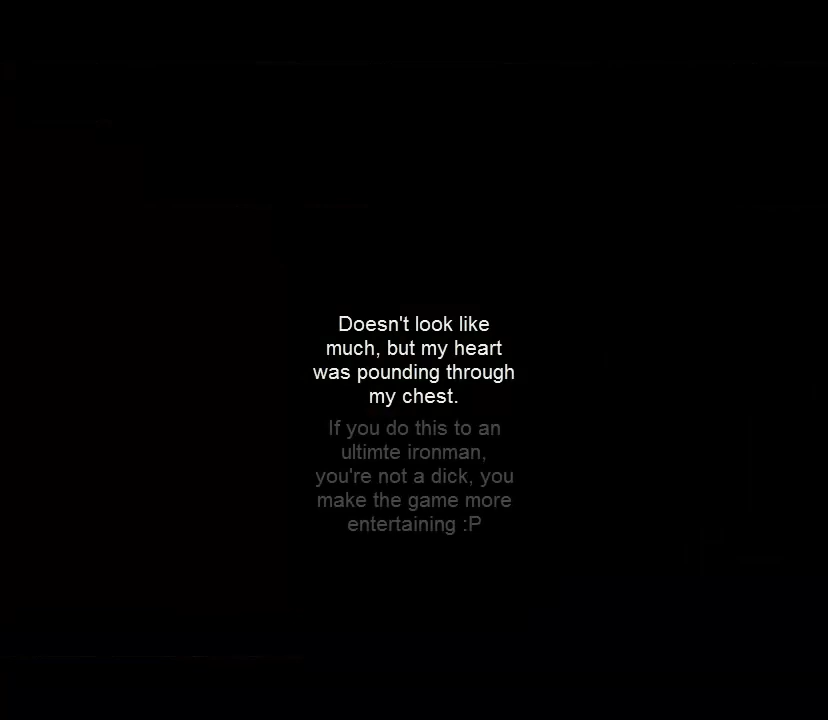 Doesn't look like
much, but my heart
was pounding through
my chest.
If you do this to an
ultimte ironman,
you're not a dick, you
make the game more
entertaining :P